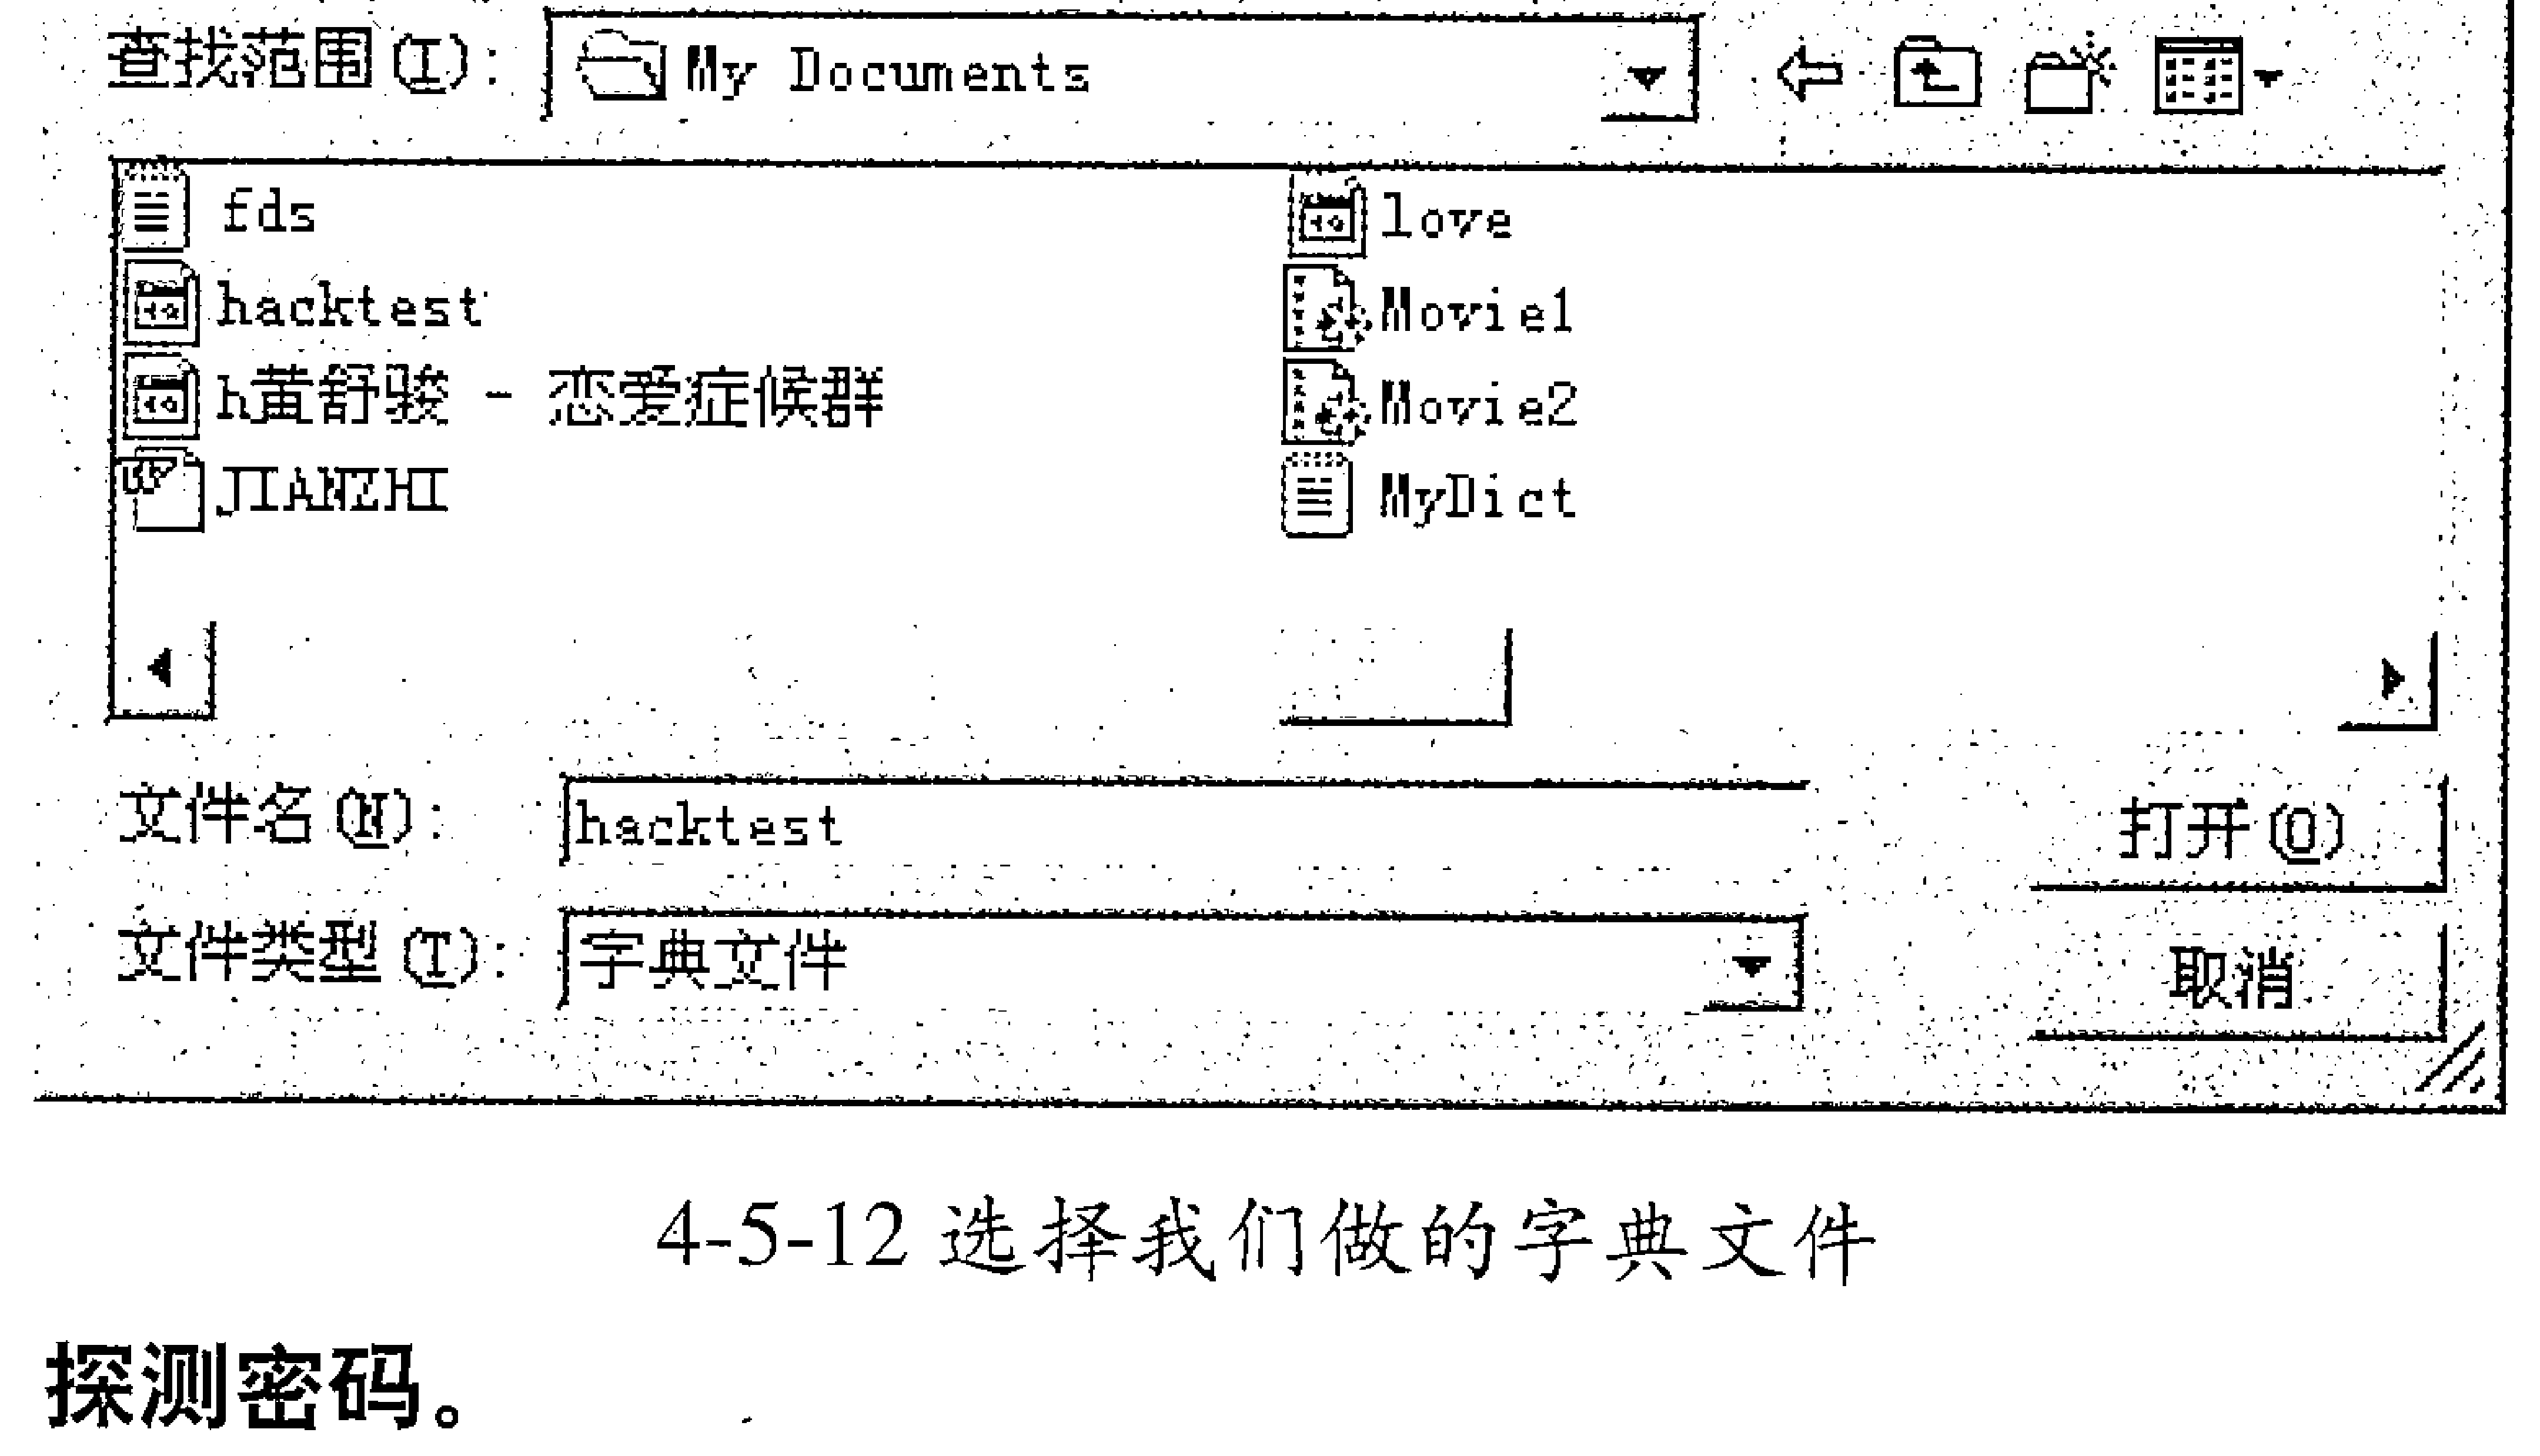 查找范围(I): My Documents
fds
hacktest
h黄舒骏 - 恋爱症候群
JIANZHI
love
Movie1
Movie2
MyDict
文件名(N): hacktest 打开(O)
文件类型(T): 字典文件 取消
4-5-12 选择我们做的字典文件
探测密码。